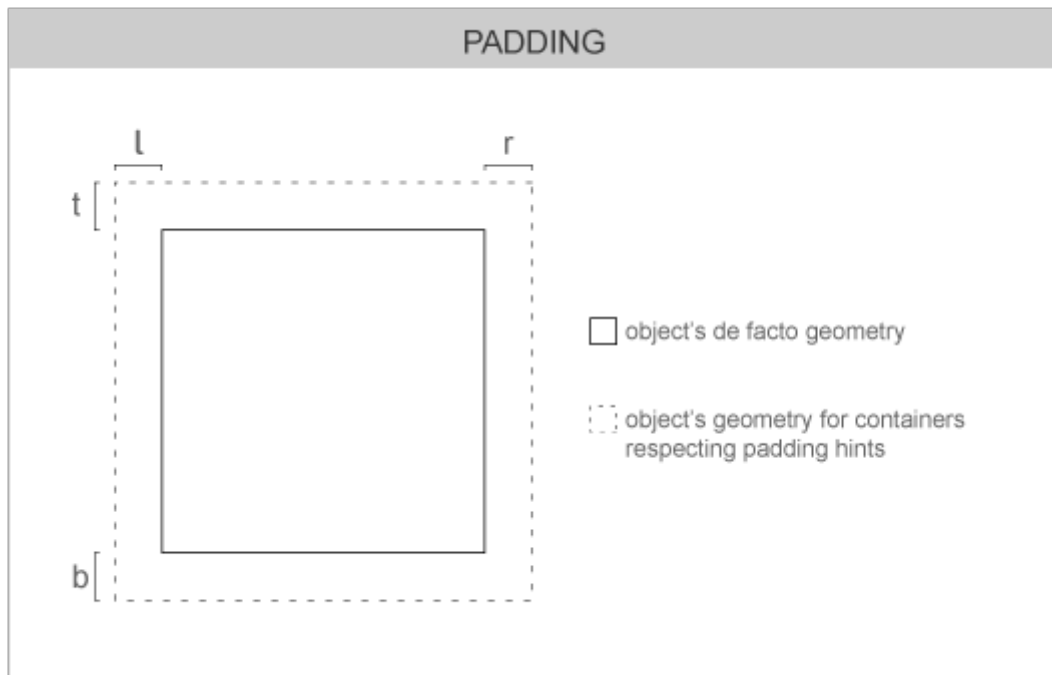 PADDING
l
r
t
object's de facto geometry
object's geometry for containers
respecting padding hints
b